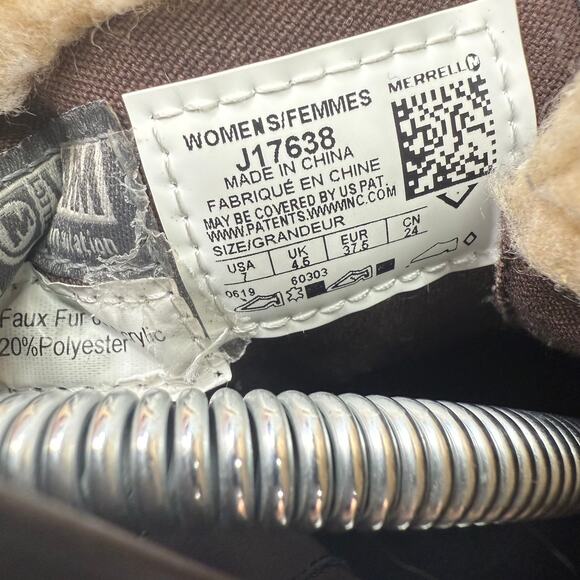 MERRELL
WOMENS/FEMMES
J17638
MADE IN CHINA
FABRIQUÉ EN CHINE
MAY BE COVERED BY US PAT.
WWW.PATENTS.WWWINC.COM
SIZE/GRANDEUR
USA UK EUR CN
7 4.5 37.5 24
0619 60303
Faux Fur
20%Polyester